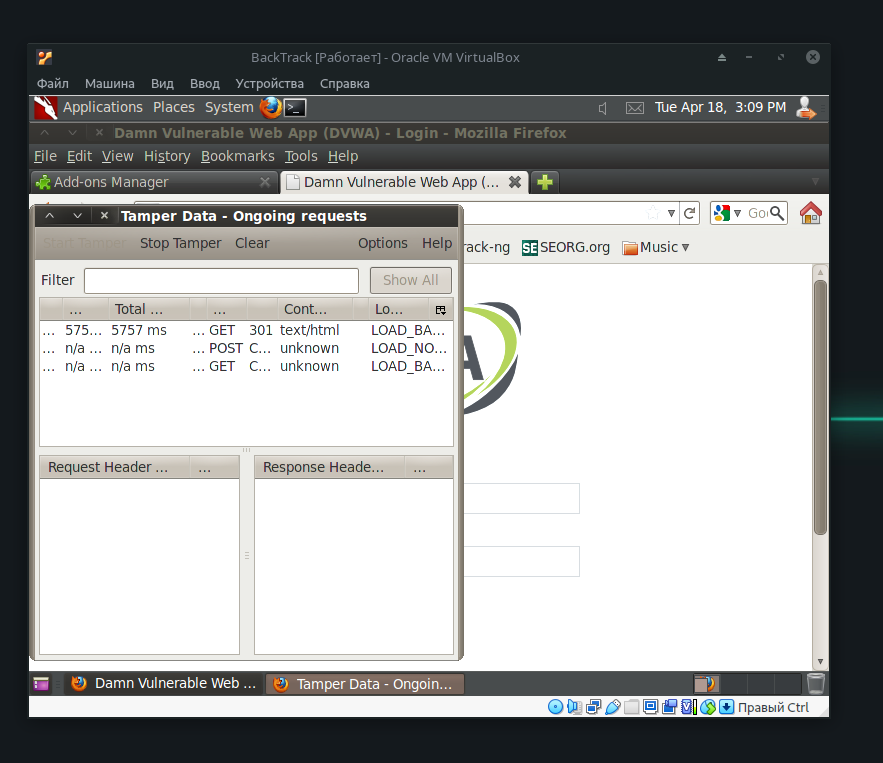 BackTrack [Работает] - Oracle VM VirtualBox
Файл Машина Вид Ввод Устройства Справка
Applications Places System Tue Apr 18, 3:09 PM
Damn Vulnerable Web App (DVWA) - Login - Mozilla Firefox
File Edit View History Bookmarks Tools Help
Add-ons Manager Damn Vulnerable Web App (...
Tamper Data - Ongoing requests
Start Tamper Stop Tamper Clear Options Help
rack-ng SE SEORG.org Music
Filter Show All
... Total ... ... Cont... Lo...
... 575... 5757 ms ... GET 301 text/html LOAD_BA...
... n/a ... n/a ms ... POST C... unknown LOAD_NO...
... n/a ... n/a ms ... GET C... unknown LOAD_BA...
A
Request Header ... ... Response Heade... ...
Damn Vulnerable Web ... Tamper Data - Ongoin...
Правый Ctrl